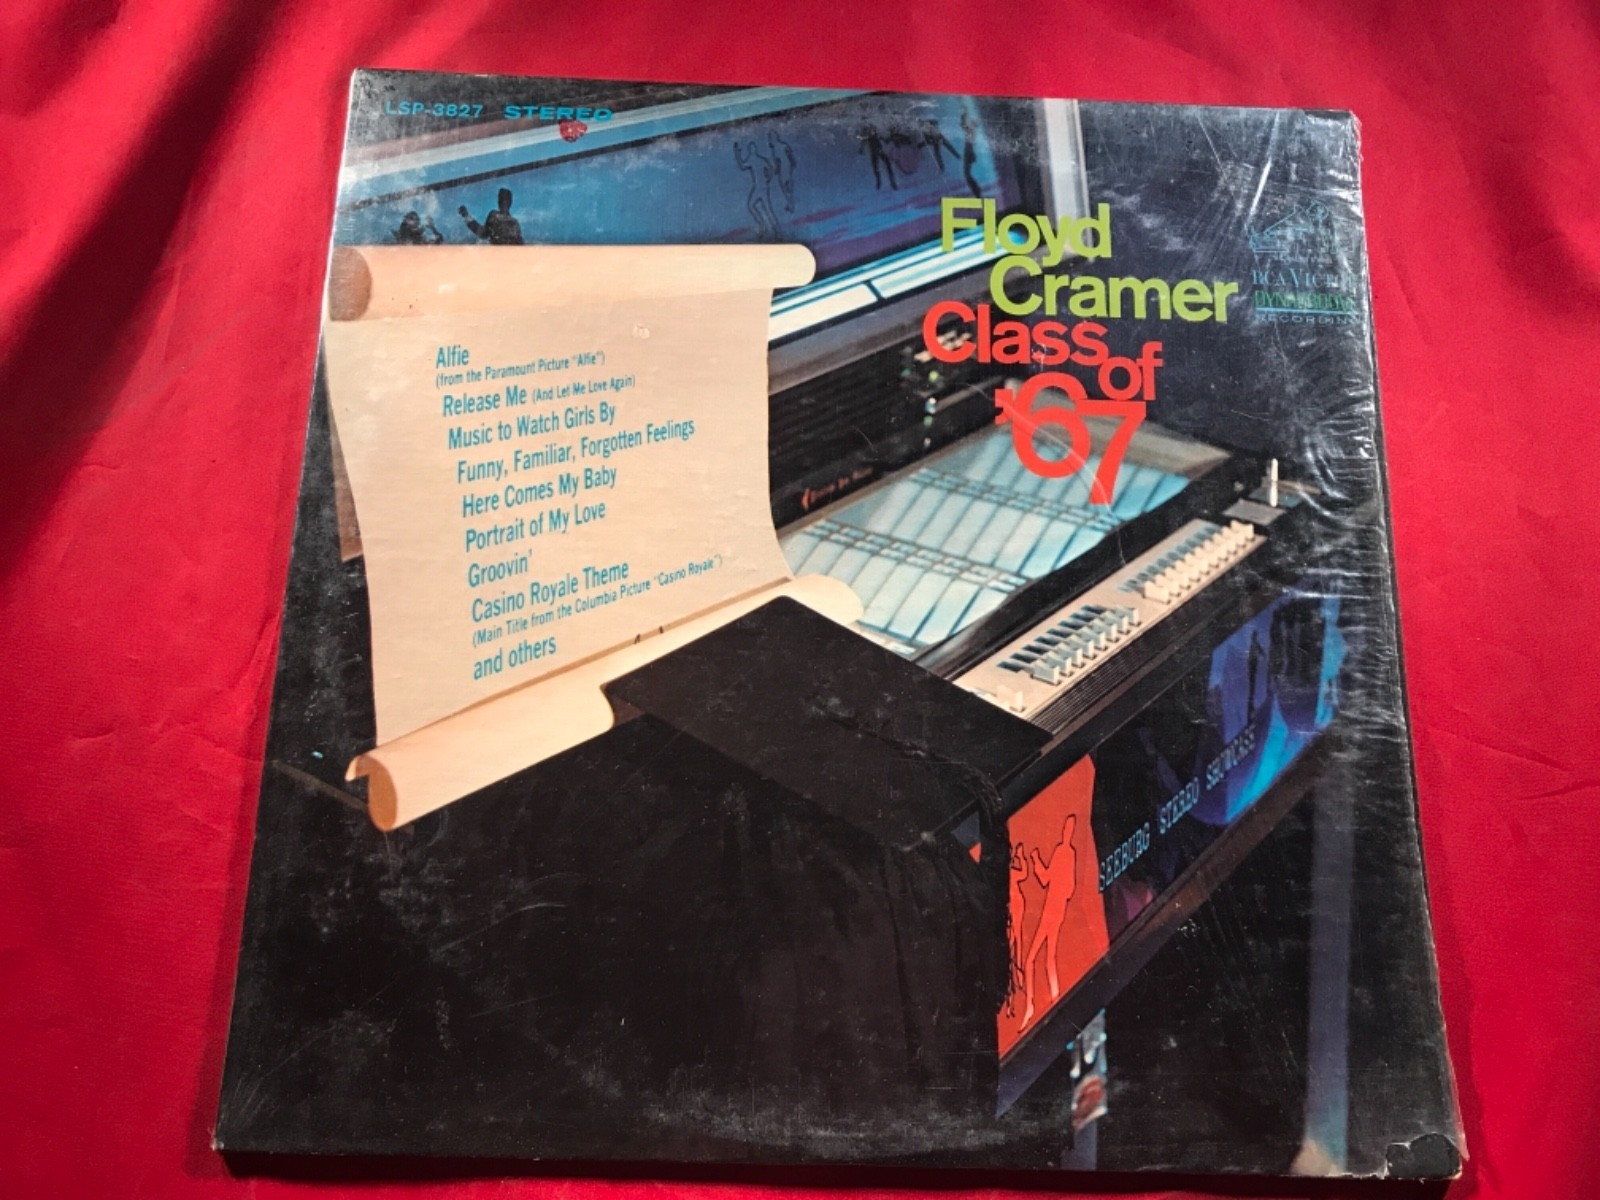 LSP-3827 STEREO
Floyd
Cramer
Class of
'67
RCA VICTOR
DYNAGROOVE
RECORDING
Alfie
(from the Paramount Picture "Alfie")
Release Me (And Let Me Love Again)
Music to Watch Girls By
Funny, Familiar, Forgotten Feelings
Here Comes My Baby
Portrait of My Love
Groovin'
Casino Royale Theme
(Main Title from the Columbia Picture "Casino Royale")
and others
SEEBURG STEREO SHOWCASE